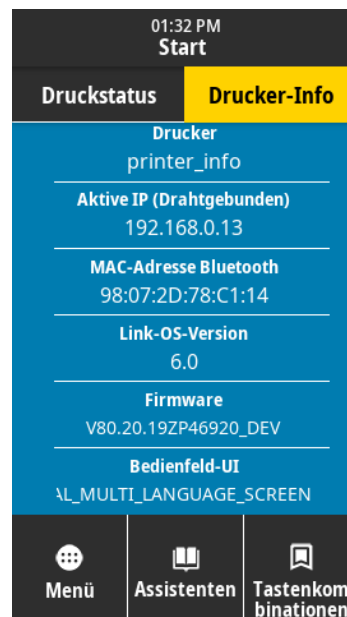 01:32 PM
Start
Druckstatus Drucker-Info
Drucker
printer_info
Aktive IP (Drahtgebunden)
192.168.0.13
MAC-Adresse Bluetooth
98:07:2D:78:C1:14
Link-OS-Version
6.0
Firmware
V80.20.19ZP46920_DEV
Bedienfeld-UI
AL_MULTI_LANGUAGE_SCREEN
Menü Assistenten Tastenkom
binationen